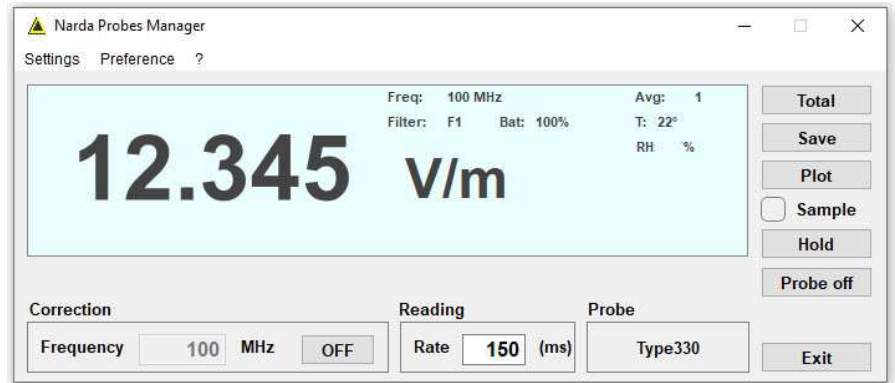 Narda Probes Manager
Settings Preference ?
Freq: 100 MHz Avg: 1
Filter: F1 Bat: 100% T: 22°
RH %
12.345 V/m
Total
Save
Plot
Sample
Hold
Probe off
Correction Reading Probe
Frequency 100 MHz OFF Rate 150 (ms) Type330
Exit